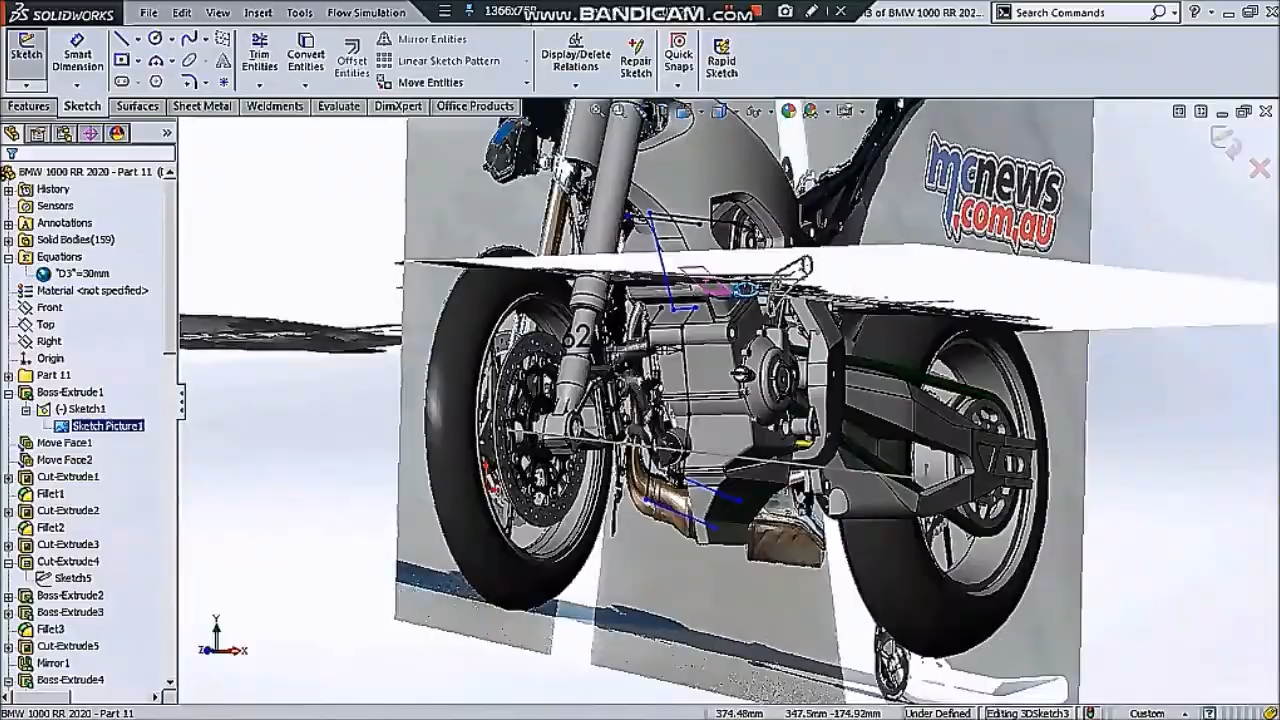 SOLIDWORKS File Edit View Insert Tools Flow Simulation
www.BANDICAM.com
of BMW 1000 RR 202... Search Commands
Sketch
Smart Dimension
Trim Entities
Convert Entities
Offset Entities
Mirror Entities
Linear Sketch Pattern
Move Entities
Display/Delete Relations
Repair Sketch
Quick Snaps
Rapid Sketch
Features Sketch Surfaces Sheet Metal Weldments Evaluate DimXpert Office Products
BMW 1000 RR 2020 - Part 11 (
History
Sensors
Annotations
Solid Bodies(159)
Equations
"D3"=30mm
Material <not specified>
Front
Top
Right
Origin
Part 11
Boss-Extrude1
(-) Sketch1
Sketch Picture1
Move Face1
Move Face2
Cut-Extrude1
Fillet1
Cut-Extrude2
Fillet2
Cut-Extrude3
Cut-Extrude4
Sketch5
Boss-Extrude2
Boss-Extrude3
Fillet3
Cut-Extrude5
Mirror1
Boss-Extrude4
mcnews
.com.au
62
Y
Z
X
BMW 1000 RR 2020 - Part 11 374.48mm 347.5mm -174.92mm Under Defined Editing 3DSketch3 Custom